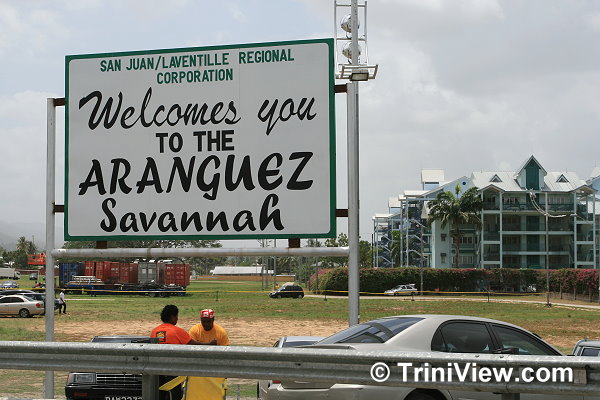 SAN JUAN/LAVENTILLE REGIONAL
CORPORATION
Welcomes you
TO THE
ARANGUEZ
Savannah
© TriniView.com